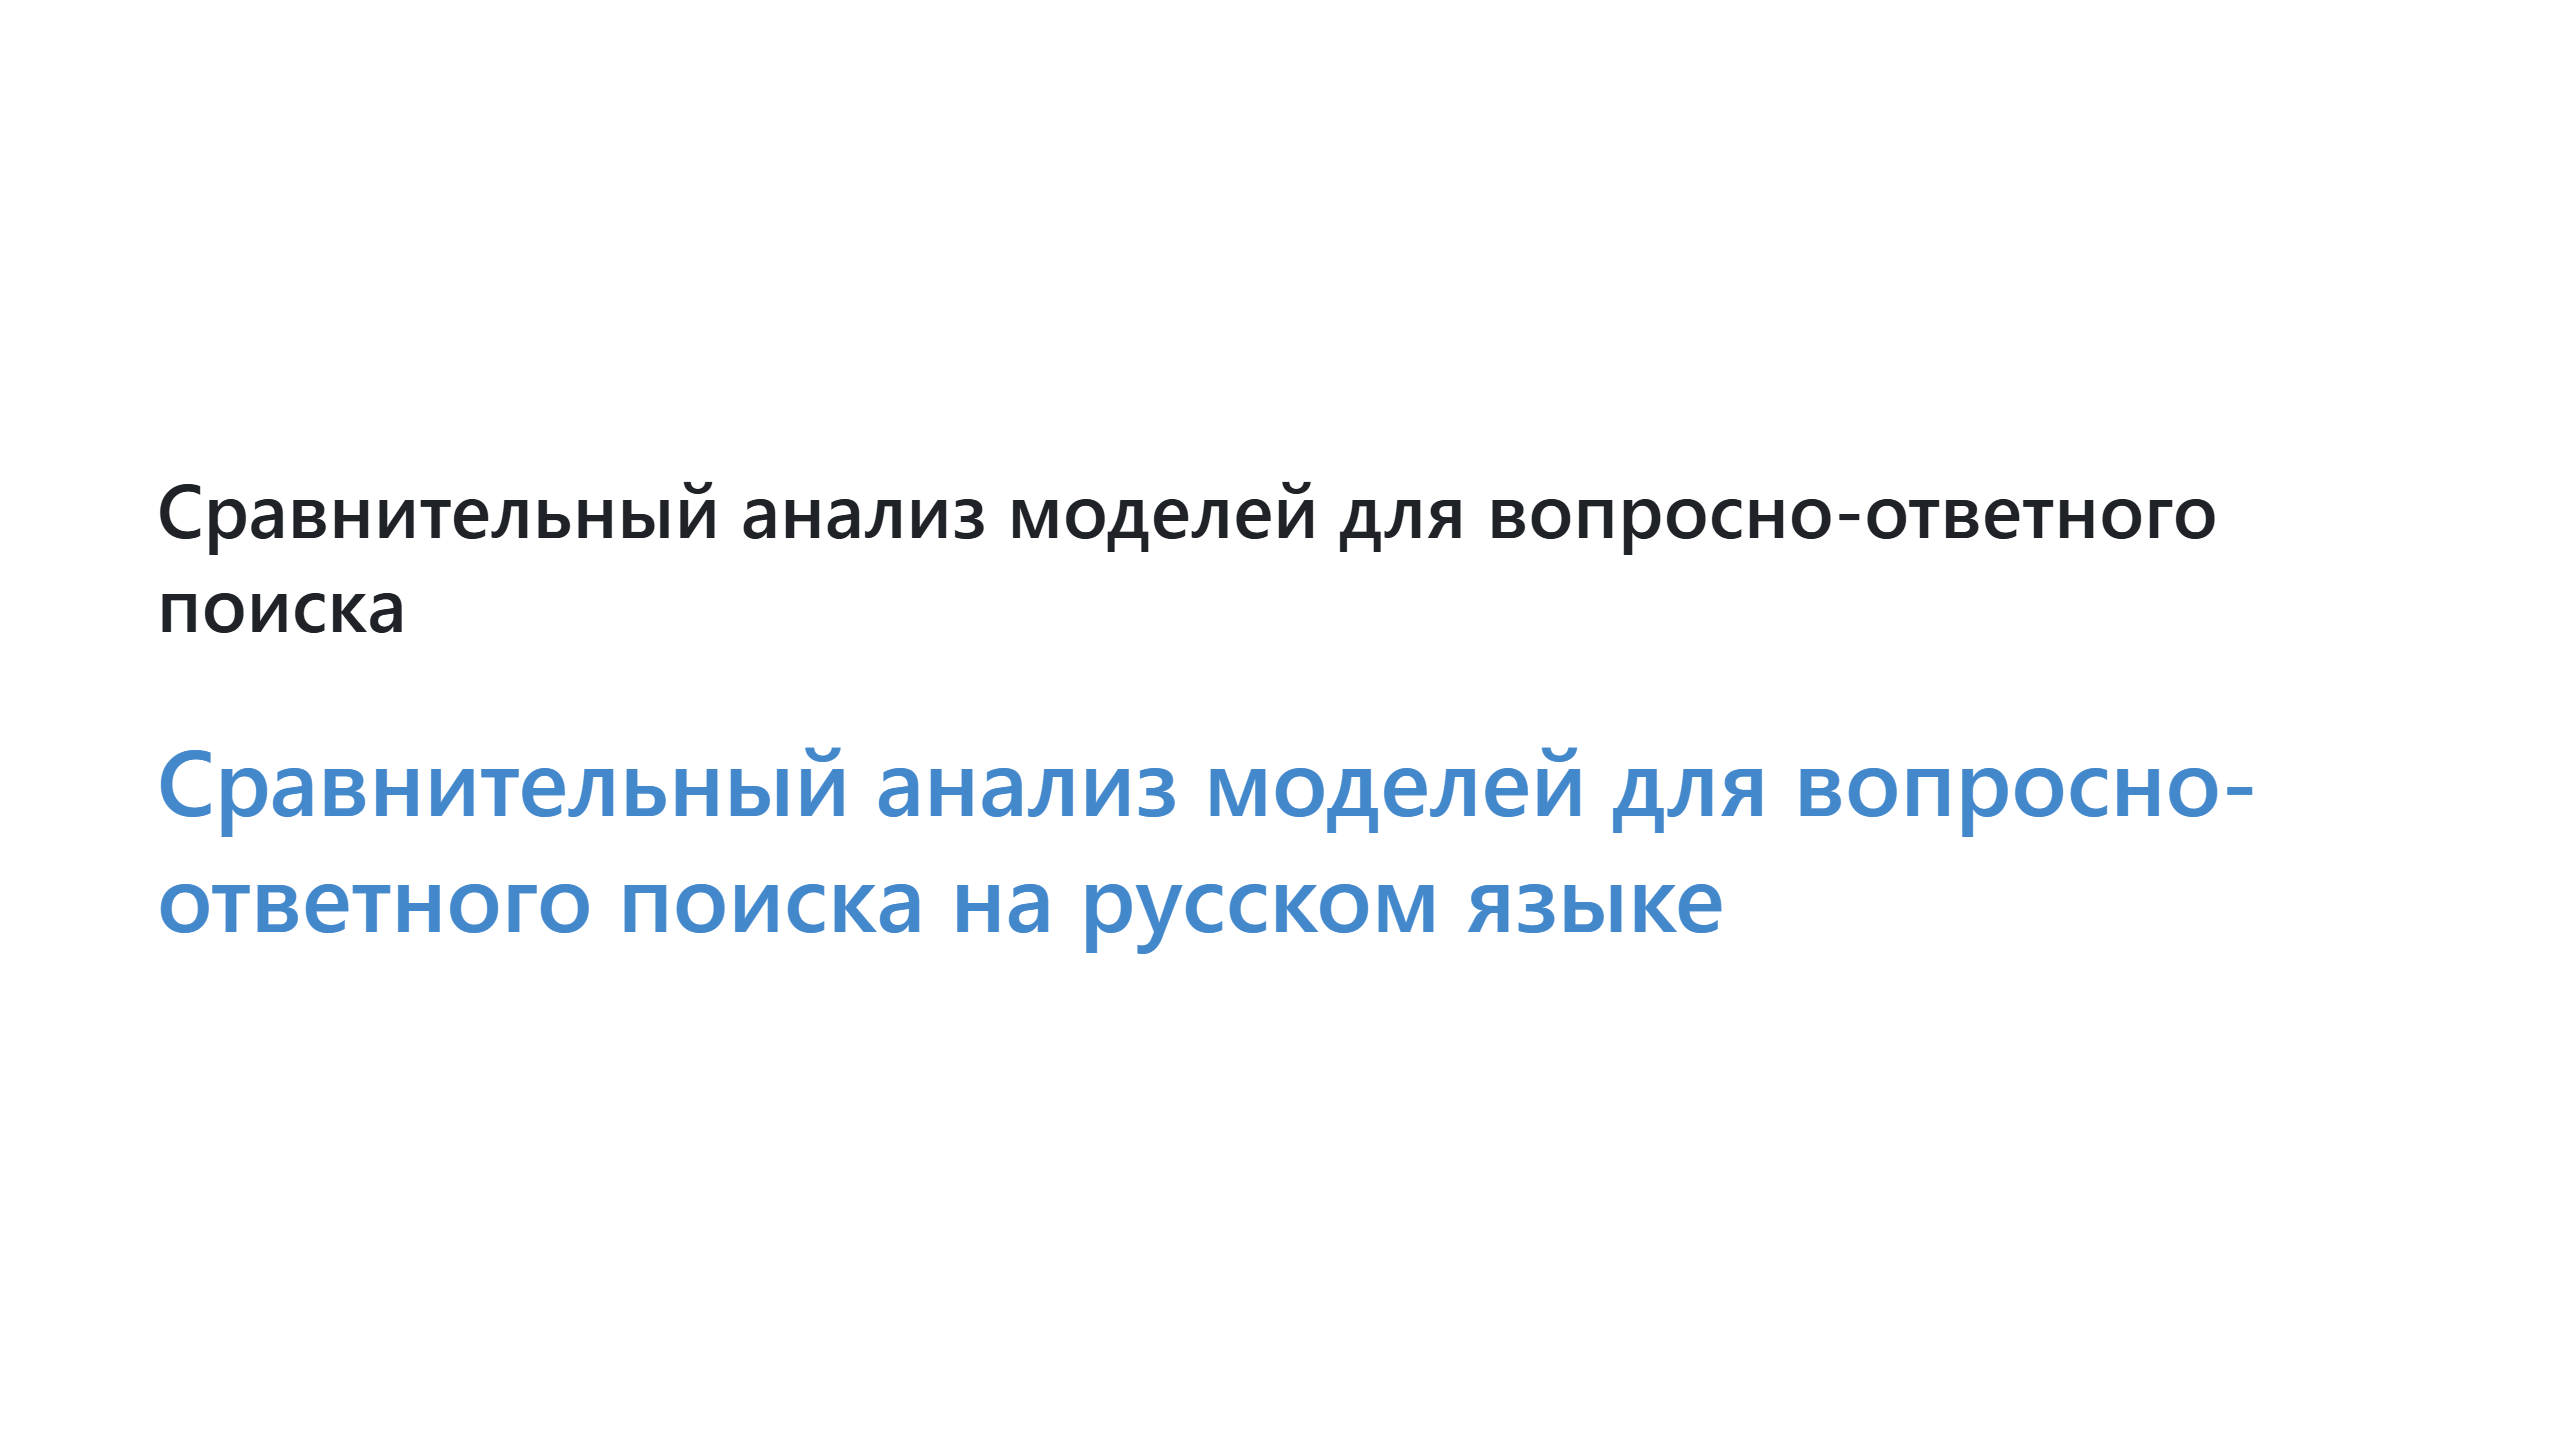 Сравнительный анализ моделей для вопросно-ответного
поиска
Сравнительный анализ моделей для вопросно-
ответного поиска на русском языке